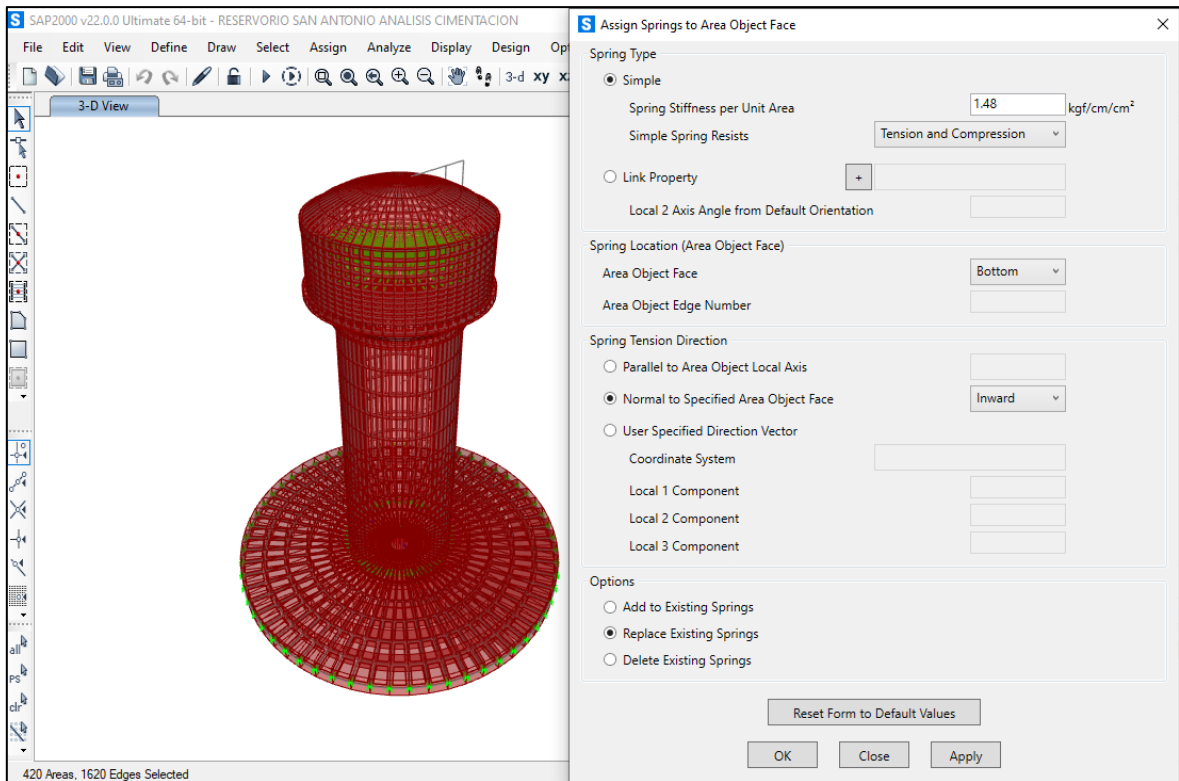 SAP2000 v22.0.0 Ultimate 64-bit - RESERVORIO SAN ANTONIO ANALISIS CIMENTACION
File Edit View Define Draw Select Assign Analyze Display Design Opt
3-d xy x
3-D View
all
PS
clr
420 Areas, 1620 Edges Selected
Assign Springs to Area Object Face
Spring Type
Simple
Spring Stiffness per Unit Area 1.48 kgf/cm/cm²
Simple Spring Resists Tension and Compression
Link Property +
Local 2 Axis Angle from Default Orientation
Spring Location (Area Object Face)
Area Object Face Bottom
Area Object Edge Number
Spring Tension Direction
Parallel to Area Object Local Axis
Normal to Specified Area Object Face Inward
User Specified Direction Vector
Coordinate System
Local 1 Component
Local 2 Component
Local 3 Component
Options
Add to Existing Springs
Replace Existing Springs
Delete Existing Springs
Reset Form to Default Values
OK Close Apply